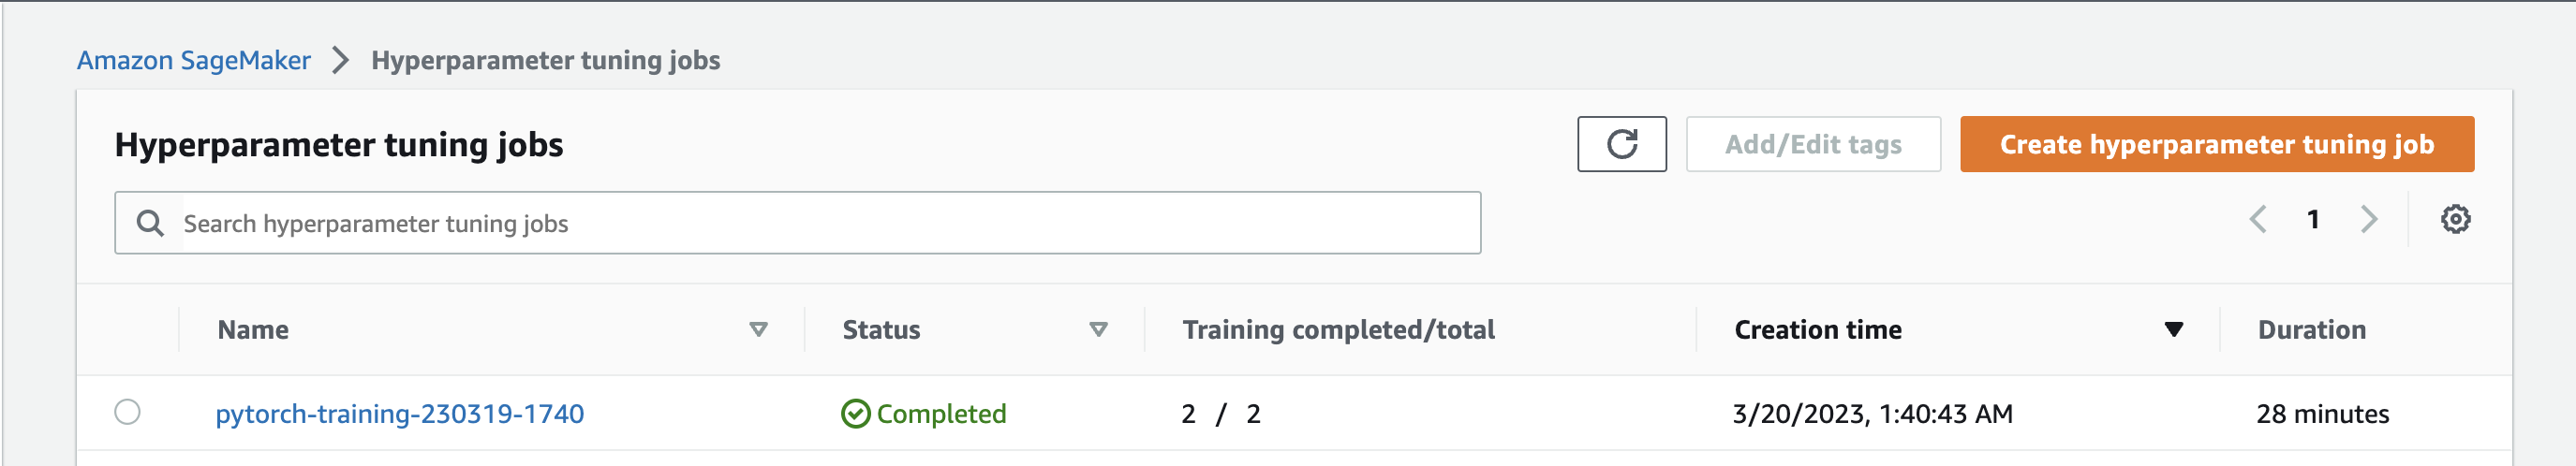 Amazon SageMaker > Hyperparameter tuning jobs
Hyperparameter tuning jobs
Add/Edit tags
Create hyperparameter tuning job
Search hyperparameter tuning jobs
1
Name Status Training completed/total Creation time Duration
pytorch-training-230319-1740 Completed 2 / 2 3/20/2023, 1:40:43 AM 28 minutes